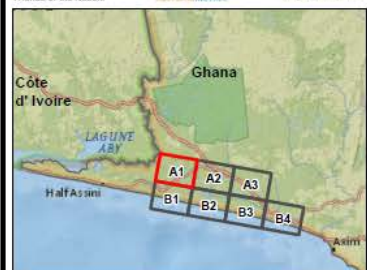 Ghana
Côte
d' Ivoire
LAGUNE
ABY
A1
A2
A3
Half Assini
B1
B2
B3
B4
Axim